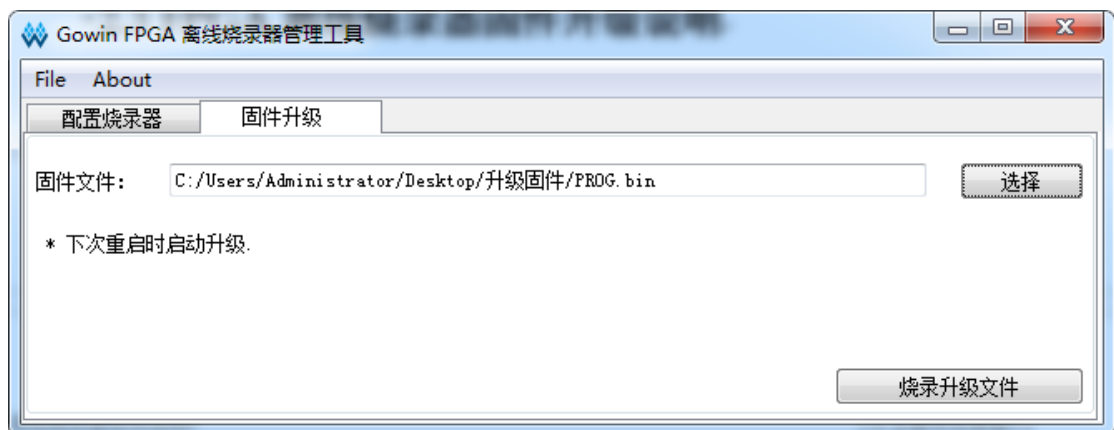 Gowin FPGA 离线烧录器管理工具
File About
配置烧录器 固件升级
固件文件: C:/Users/Administrator/Desktop/升级固件/PROG.bin 选择
* 下次重启时启动升级.
烧录升级文件